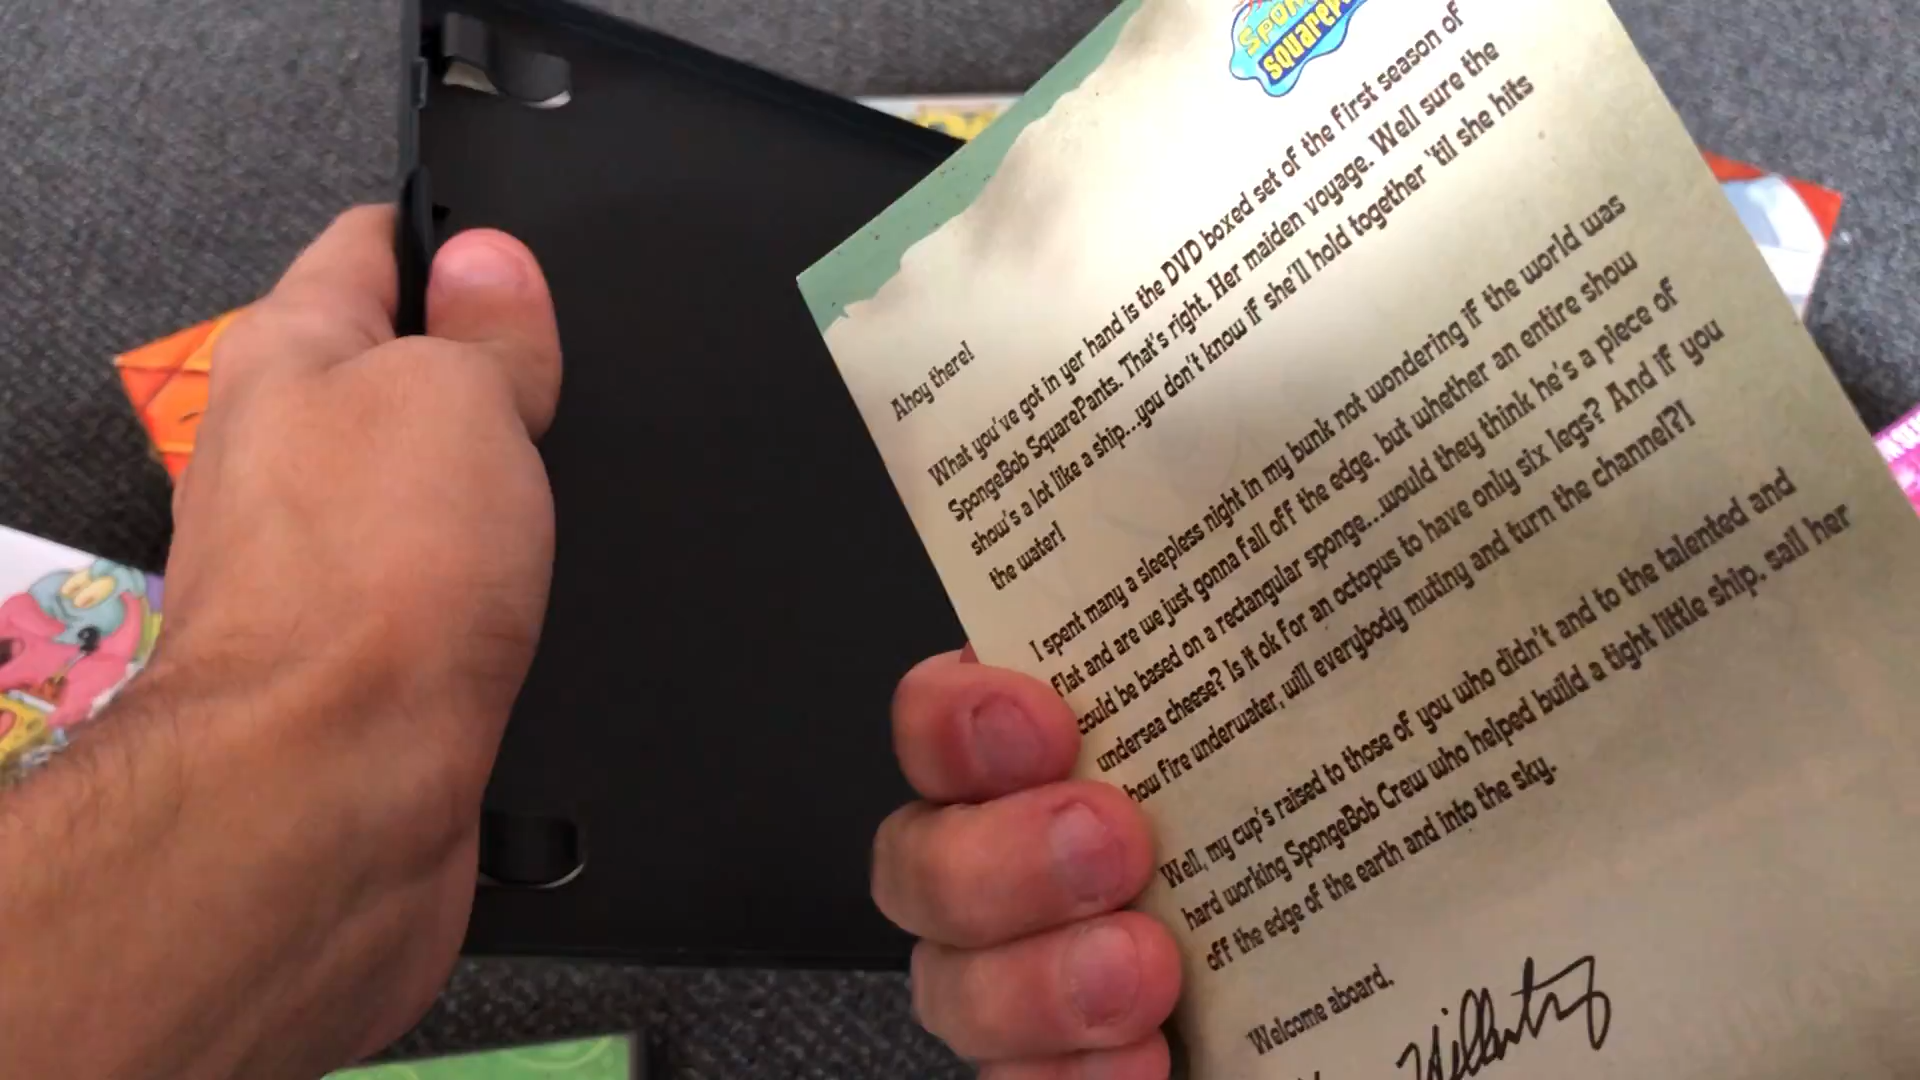 SpongeBob
SquareP
Ahoy there!
What you've got in yer hand is the DVD boxed set of the first season of
SpongeBob SquarePants. That's right. Her maiden voyage. Well sure the
show's a lot like a ship...you don't know if she'll hold together 'til she hits
the water!
I spent many a sleepless night in my bunk not wondering if the world was
flat and are we just gonna fall off the edge, but whether an entire show
could be based on a rectangular sponge...would they think he's a piece of
undersea cheese? Is it ok for an octopus to have only six legs? And if you
how fire underwater, will everybody mutiny and turn the channel?!
Well, my cup's raised to those of you who didn't and to the talented and
hard working SpongeBob Crew who helped build a tight little ship, sail her
off the edge of the earth and into the sky.
Welcome aboard,